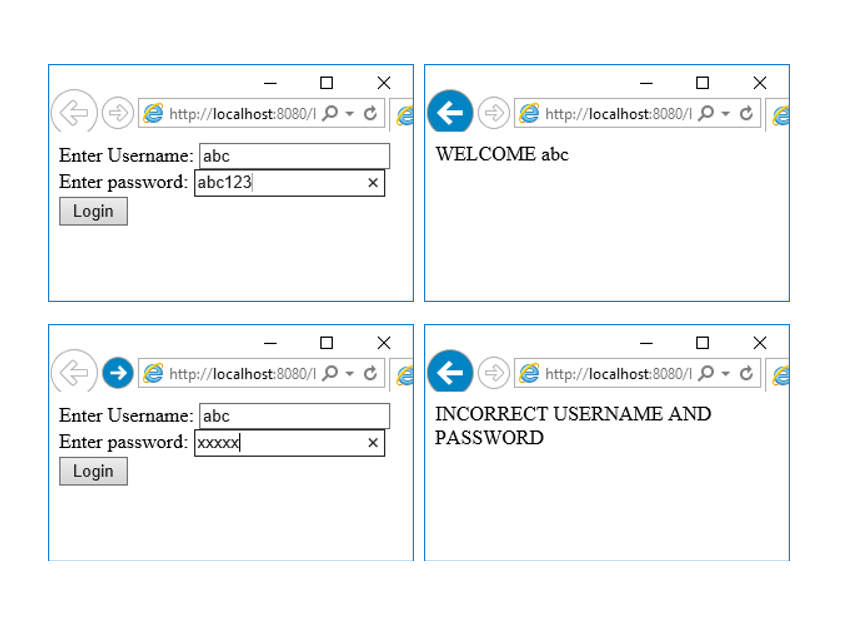 http://localhost:8080/l
Enter Username: abc
Enter password: abc123
Login
http://localhost:8080/l
WELCOME abc
http://localhost:8080/l
Enter Username: abc
Enter password: xxxxx
Login
http://localhost:8080/l
INCORRECT USERNAME AND
PASSWORD